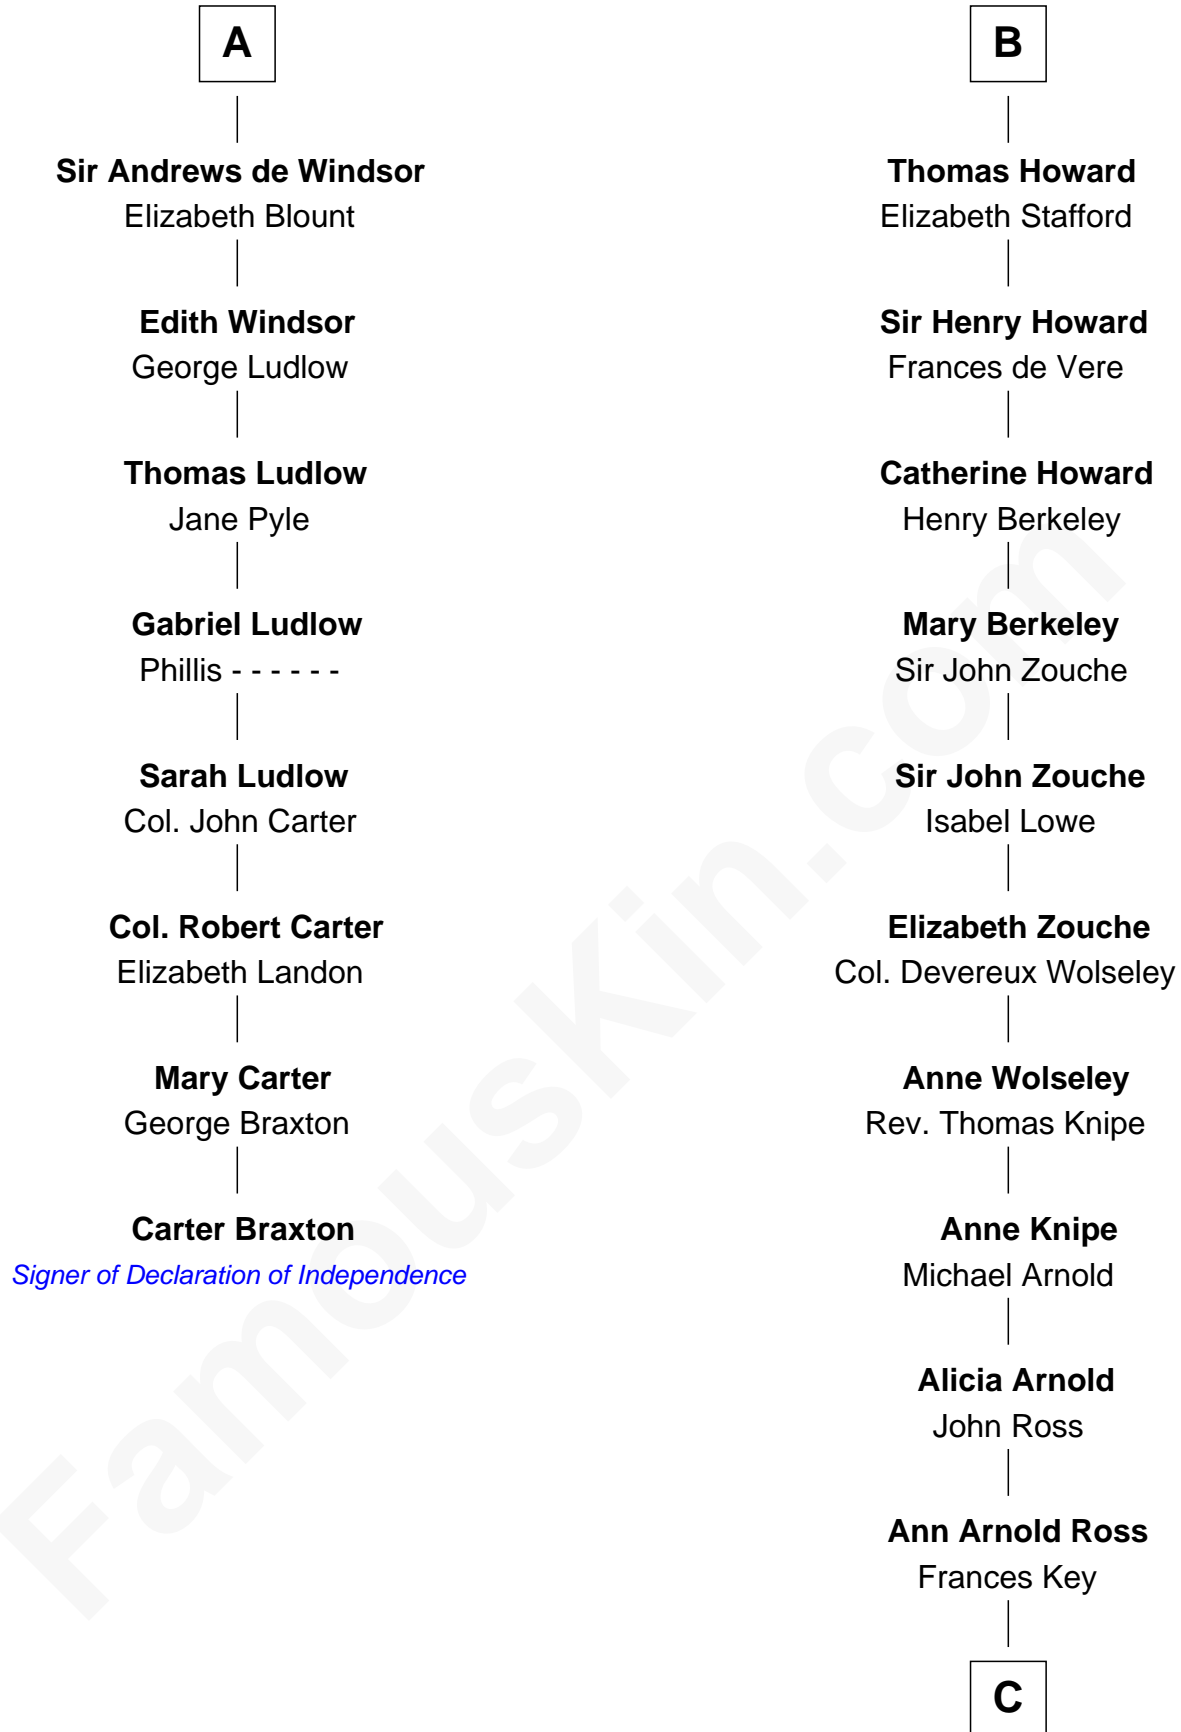 A
Sir Andrews de Windsor
Elizabeth Blount
Edith Windsor
George Ludlow
Thomas Ludlow
Jane Pyle
Gabriel Ludlow
Phillis - - - - - -
Sarah Ludlow
Col. John Carter
Col. Robert Carter
Elizabeth Landon
Mary Carter
George Braxton
Carter Braxton
Signer of Declaration of Independence
B
Thomas Howard
Elizabeth Stafford
Sir Henry Howard
Frances de Vere
Catherine Howard
Henry Berkeley
Mary Berkeley
Sir John Zouche
Sir John Zouche
Isabel Lowe
Elizabeth Zouche
Col. Devereux Wolseley
Anne Wolseley
Rev. Thomas Knipe
Anne Knipe
Michael Arnold
Alicia Arnold
John Ross
Ann Arnold Ross
Frances Key
C
FamousKin.com